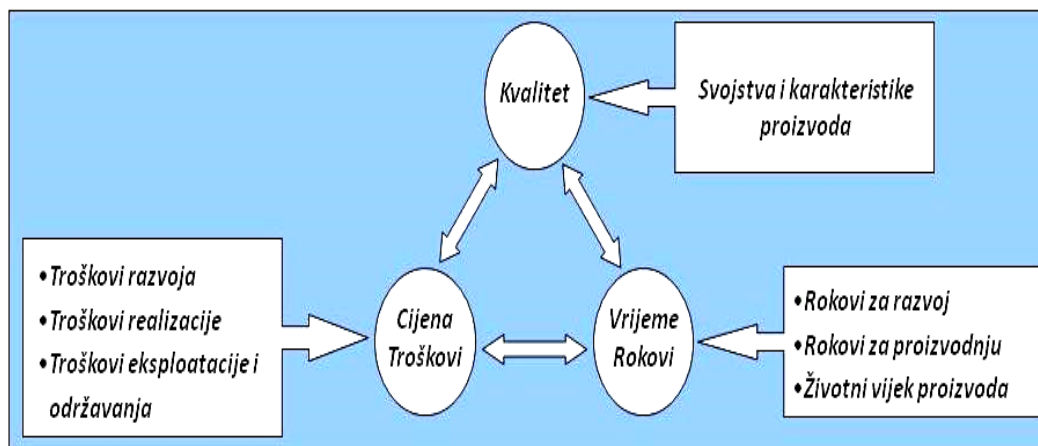 Kvalitet
Svojstva i karakteristike
proizvoda
•Troškovi razvoja
•Troškovi realizacije
•Troškovi eksploatacije i
održavanja
Cijena
Troškovi
Vrijeme
Rokovi
•Rokovi za razvoj
•Rokovi za proizvodnju
•Životni vijek proizvoda